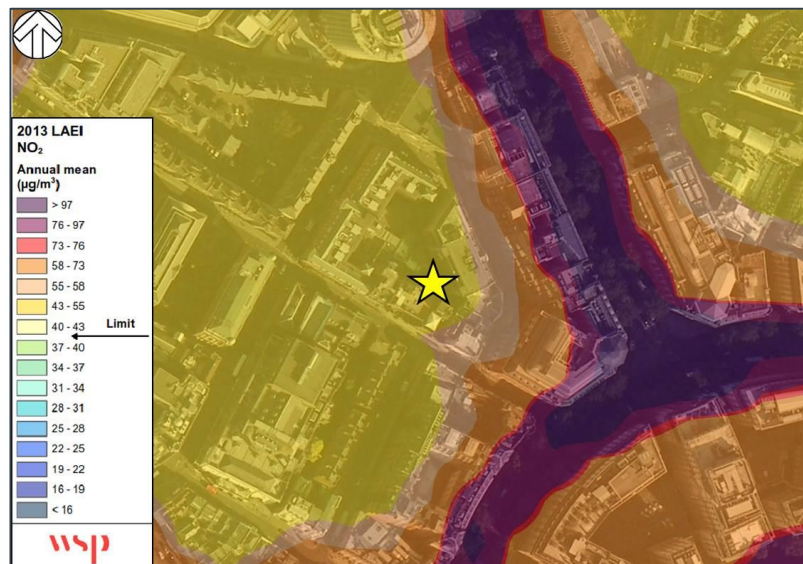 2013 LAEI
NO₂
Annual mean
(µg/m³)
> 97
76 - 97
73 - 76
58 - 73
55 - 58
43 - 55
40 - 43
Limit
37 - 40
34 - 37
31 - 34
28 - 31
25 - 28
22 - 25
19 - 22
16 - 19
< 16
wsp